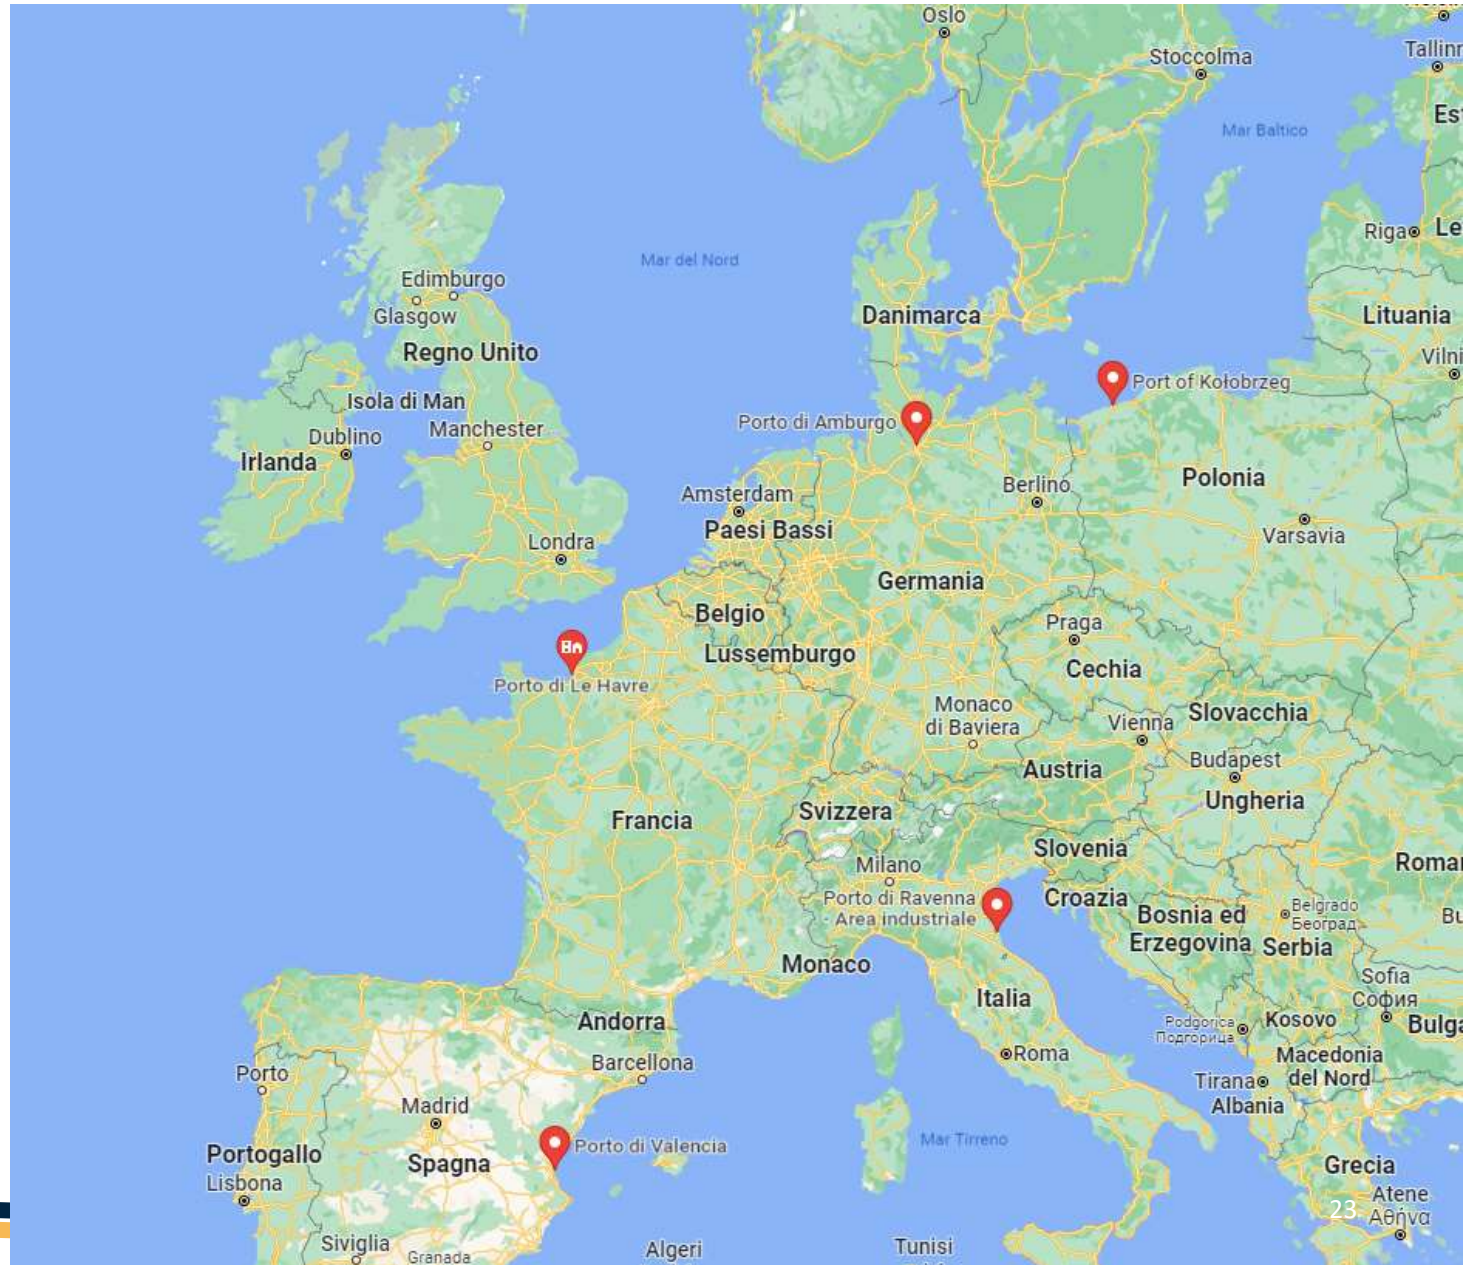 Oslo
Stoccolma
Tallinn
Mar Baltico
Est
Riga
Le
Mar del Nord
Edimburgo
Glasgow
Regno Unito
Danimarca
Lituania
Vilni
Port of Kołobrzeg
Isola di Man
Dublino
Manchester
Irlanda
Porto di Amburgo
Amsterdam
Paesi Bassi
Berlino
Polonia
Varsavia
Londra
Germania
Belgio
Praga
Cechia
Lussemburgo
Porto di Le Havre
Monaco
di Baviera
Vienna
Slovacchia
Budapest
Austria
Ungheria
Francia
Svizzera
Milano
Slovenia
Romar
Porto di Ravenna
- Area industriale
Croazia
Bosnia ed
Erzegovina
Belgrado
Београд
Serbia
Bu
Monaco
Italia
Sofia
София
Andorra
Podgorica
Подгорица
Kosovo
Bulga
Barcellona
Roma
Macedonia
del Nord
Porto
Tirana
Albania
Madrid
Mar Tirreno
Porto di Valencia
Portogallo
Spagna
Lisbona
Grecia
Atene
Αθήνα
23
Siviglia
Granada
Algeri
Tunisi